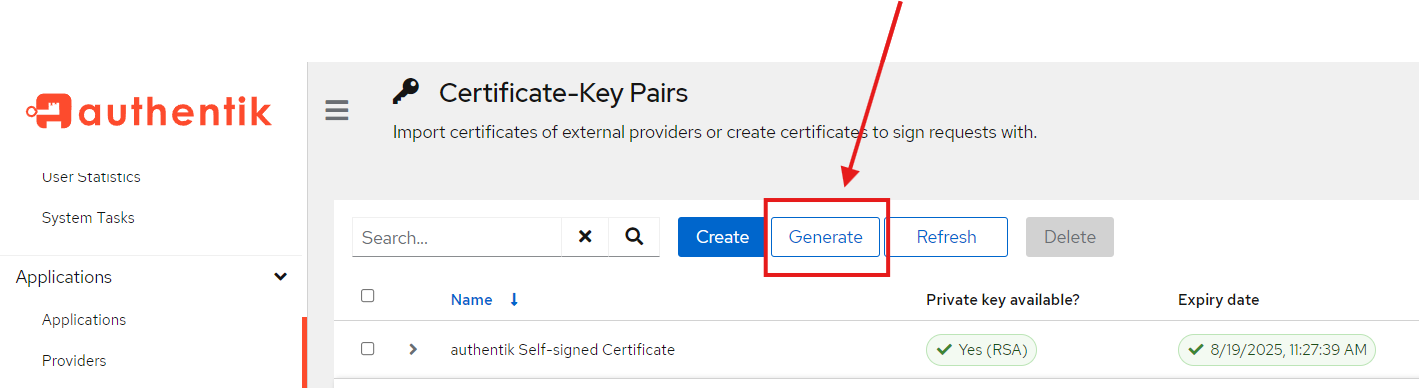 authentik
User Statistics
System Tasks
Applications
Applications
Providers
Certificate-Key Pairs
Import certificates of external providers or create certificates to sign requests with.
Search...
Create
Generate
Refresh
Delete
Name
Private key available?
Expiry date
authentik Self-signed Certificate
Yes (RSA)
8/19/2025, 11:27:39 AM